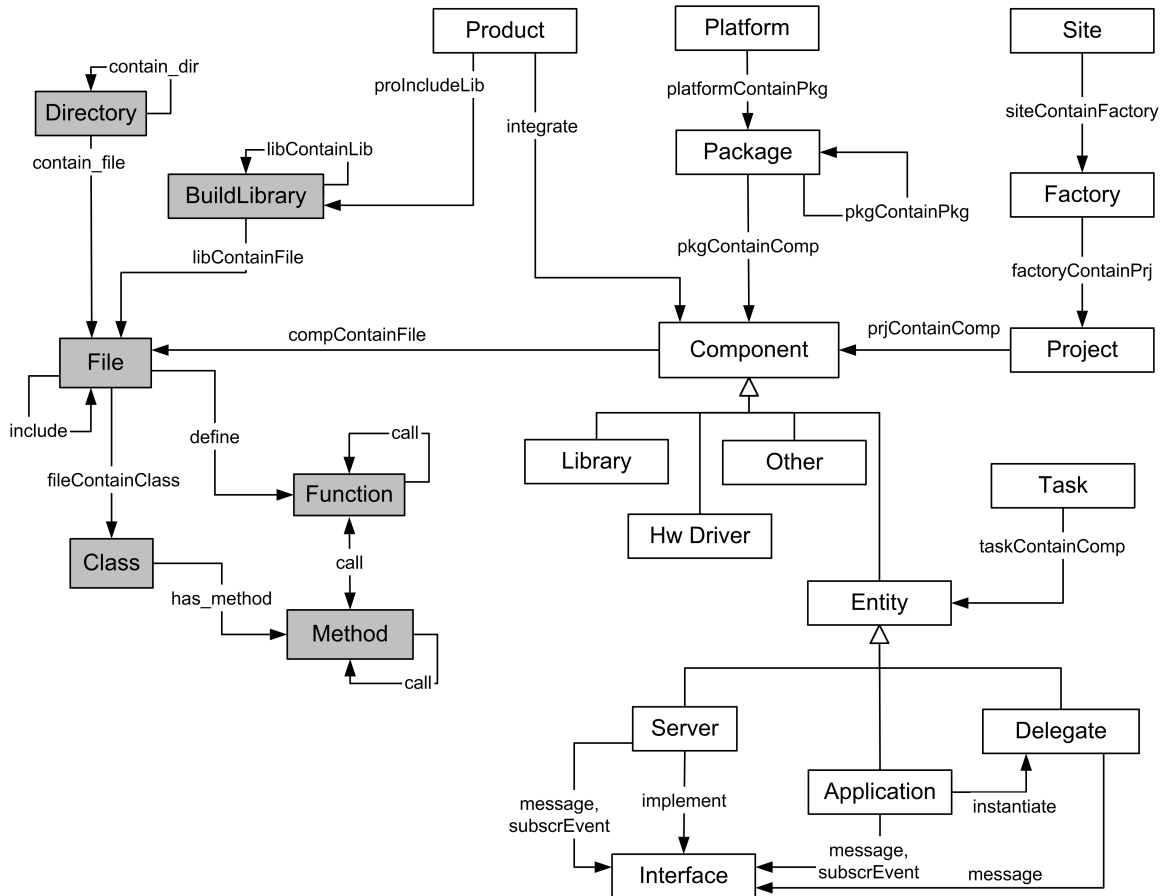 Product
Platform
Site
contain_dir
Directory
proIncludeLib
platformContainPkg
siteContainFactory
integrate
contain_file
libContainLib
Package
BuildLibrary
Factory
pkgContainPkg
pkgContainComp
libContainFile
factoryContainPrj
compContainFile
prjContainComp
File
Component
Project
include
define
call
Library
Other
fileContainClass
Function
Task
Hw Driver
call
Class
taskContainComp
has_method
Entity
Method
call
Server
Delegate
Application
message,
subscrEvent
implement
instantiate
message,
subscrEvent
message
Interface